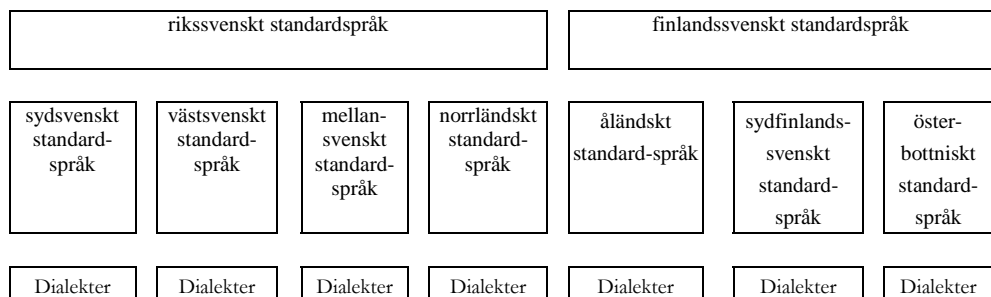 rikssvenskt standardspråk
finlandssvenskt standardspråk
sydsvenskt
standard-
språk
västsvenskt
standard-
språk
mellan-
svenskt
standard-
språk
norrländskt
standard-
språk
åländskt
standard-språk
sydfinlands-
svenskt
standard-
språk
öster-
bottniskt
standard-
språk
Dialekter
Dialekter
Dialekter
Dialekter
Dialekter
Dialekter
Dialekter